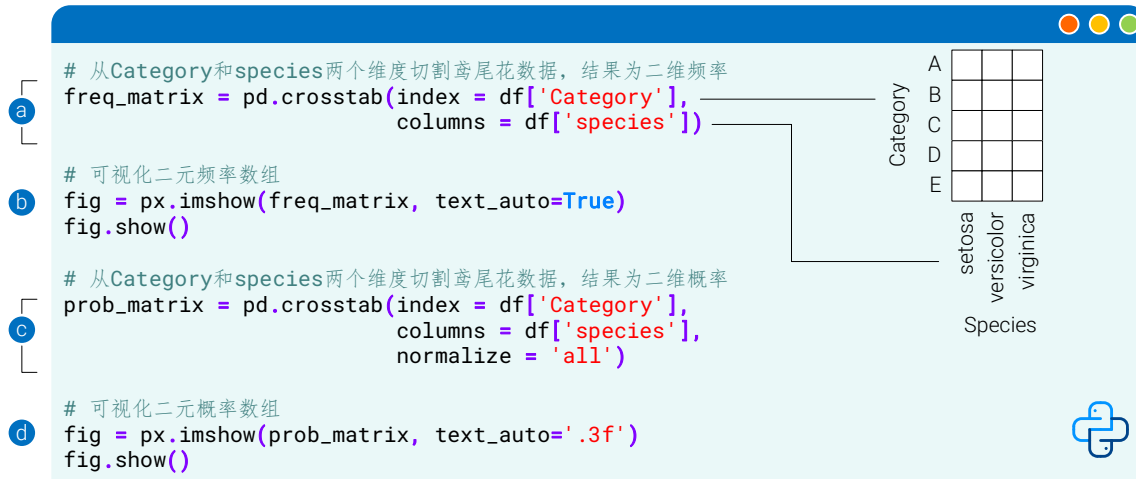 # 从Category和species两个维度切割鸢尾花数据，结果为二维频率
freq_matrix = pd.crosstab(index = df['Category'],
columns = df['species'])
a
# 可视化二元频率数组
b
fig = px.imshow(freq_matrix, text_auto=True)
fig.show()
# 从Category和species两个维度切割鸢尾花数据，结果为二维概率
prob_matrix = pd.crosstab(index = df['Category'],
columns = df['species'],
normalize = 'all')
c
# 可视化二元概率数组
d
fig = px.imshow(prob_matrix, text_auto='.3f')
fig.show()
Category
A
B
C
D
E
setosa
versicolor
virginica
Species